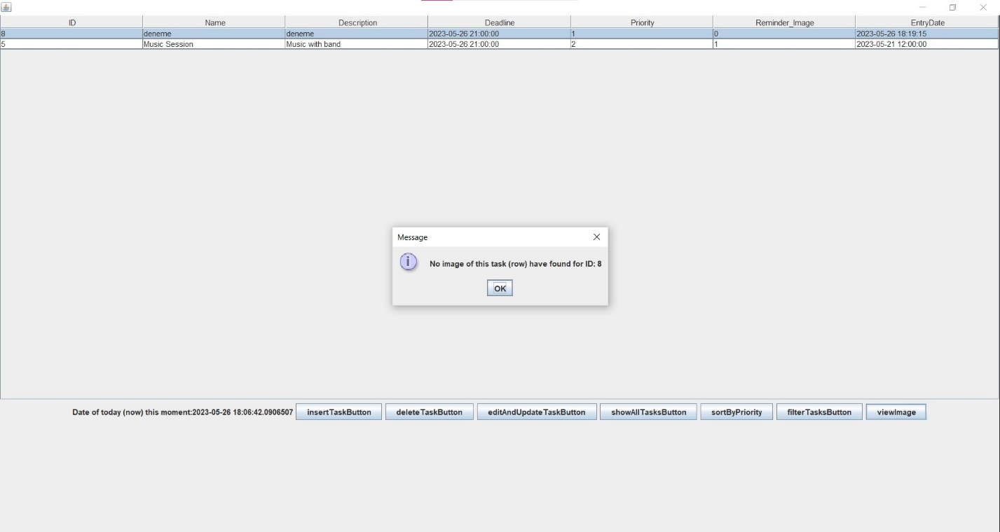 ID Name Description Deadline Priority Reminder_Image EntryDate
8 deneme deneme 2023-05-26 21:00:00 1 0 2023-05-26 18:19:15
5 Music Session Music with band 2023-05-26 21:00:00 2 1 2023-05-21 12:00:00
Message
No image of this task (row) have found for ID: 8
OK
Date of today (now) this moment:2023-05-26 18:06:42.0906507 insertTaskButton deleteTaskButton editAndUpdateTaskButton showAllTasksButton sortByPriority filterTasksButton viewImage